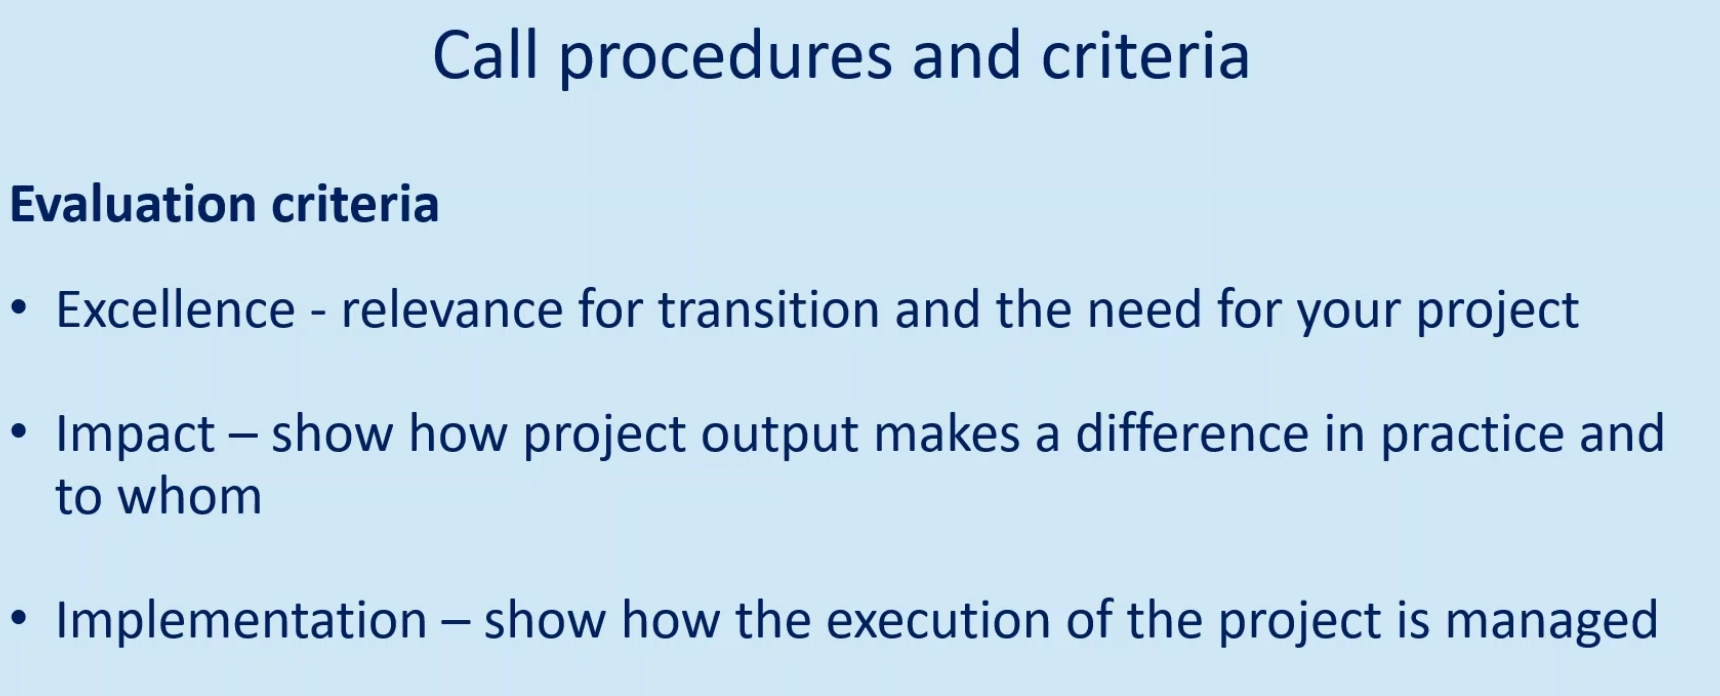 Call procedures and criteria
Evaluation criteria
• Excellence - relevance for transition and the need for your project
• Impact – show how project output makes a difference in practice and
to whom
• Implementation – show how the execution of the project is managed